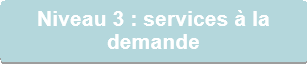 Niveau 3 : services à la
demande